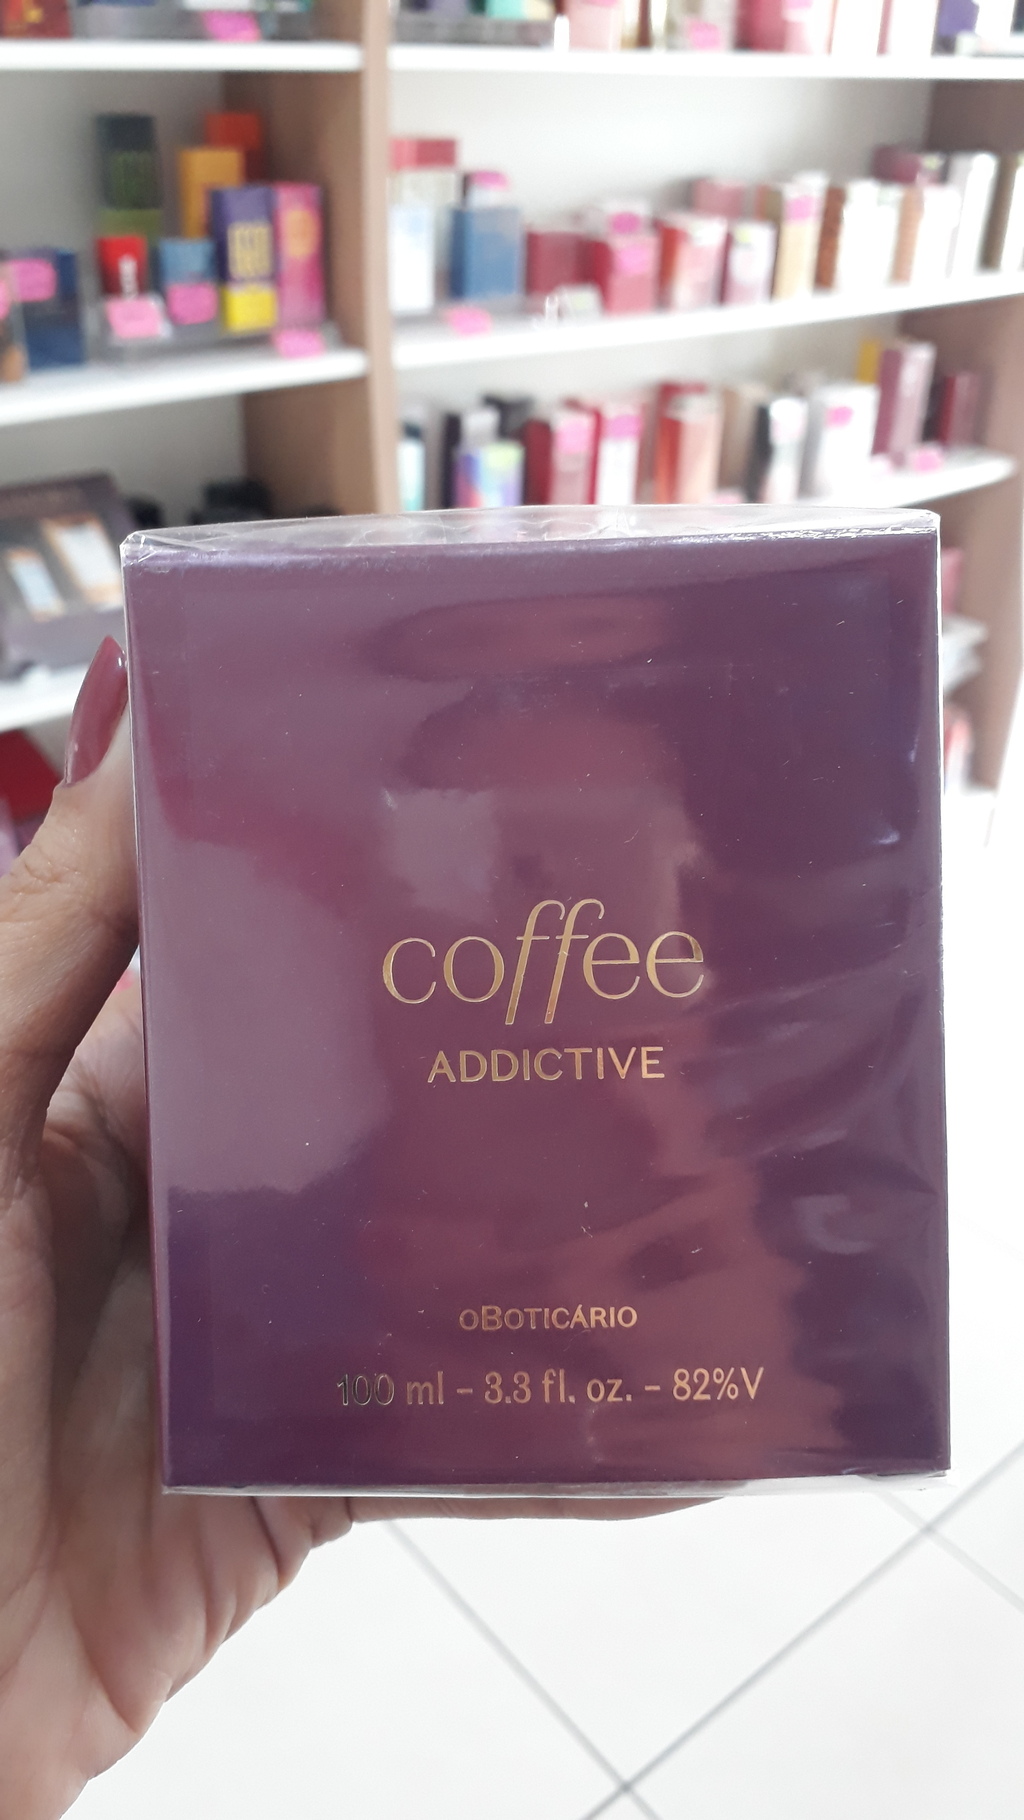 coffee
ADDICTIVE
oBOTICÁRIO
100 ml - 3.3 fl. oz. - 82%V